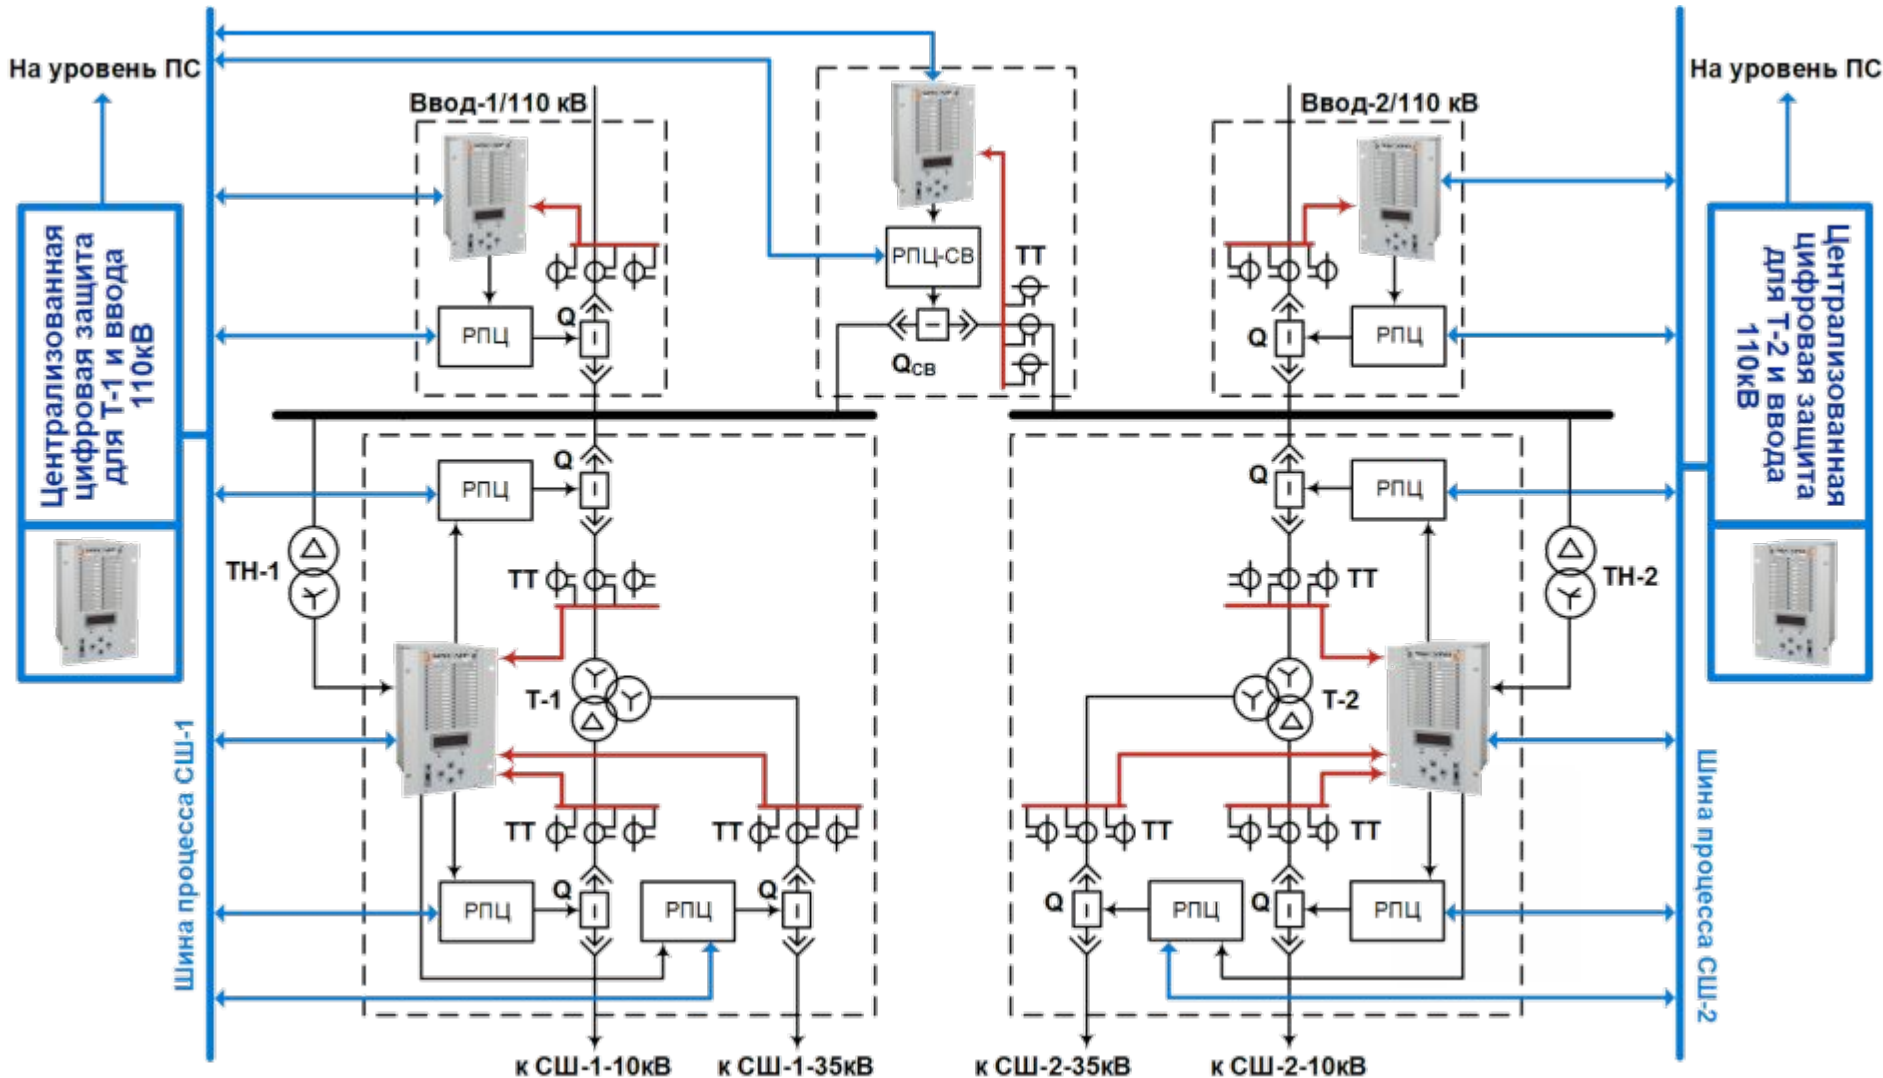 На уровень ПС
На уровень ПС
Ввод-1/110 кВ
Ввод-2/110 кВ
РПЦ-СВ
ТТ
Q
РПЦ
QСВ
Q
РПЦ
Централизованная
цифровая защита
для Т-1 и ввода
110кВ
Централизованная
цифровая защита
для Т-2 и ввода
110кВ
РПЦ
Q
Q
РПЦ
ТН-1
ТТ
ТТ
ТН-2
Т-1
Т-2
Шина процесса СШ-1
Шина процесса СШ-2
ТТ
ТТ
ТТ
ТТ
РПЦ
Q
РПЦ
Q
Q
РПЦ
Q
РПЦ
к СШ-1-10кВ
к СШ-1-35кВ
к СШ-2-35кВ
к СШ-2-10кВ